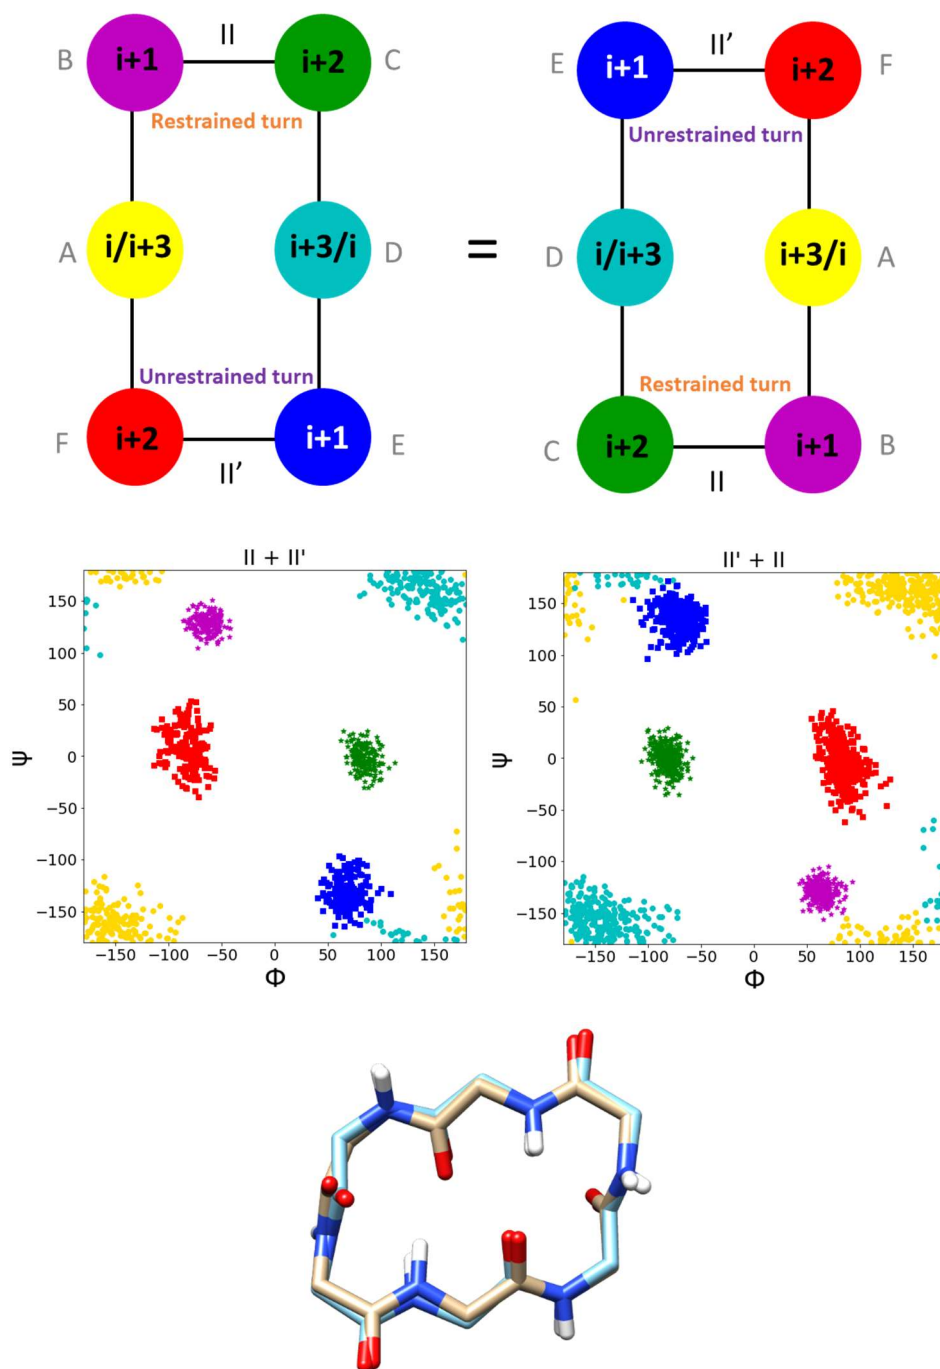 II II'
B i+1 i+2 C E i+1 i+2 F
Restrained turn Unrestrained turn
A i/i+3 i+3/i D = D i/i+3 i+3/i A
Unrestrained turn Restrained turn
F i+2 i+1 E C i+2 i+1 B
II' II
II + II' II' + II
150 150
100 100
50 50
Ψ 0 Ψ 0
−50 −50
−100 −100
−150 −150
−150 −100 −50 0 50 100 150 −150 −100 −50 0 50 100 150
Φ Φ